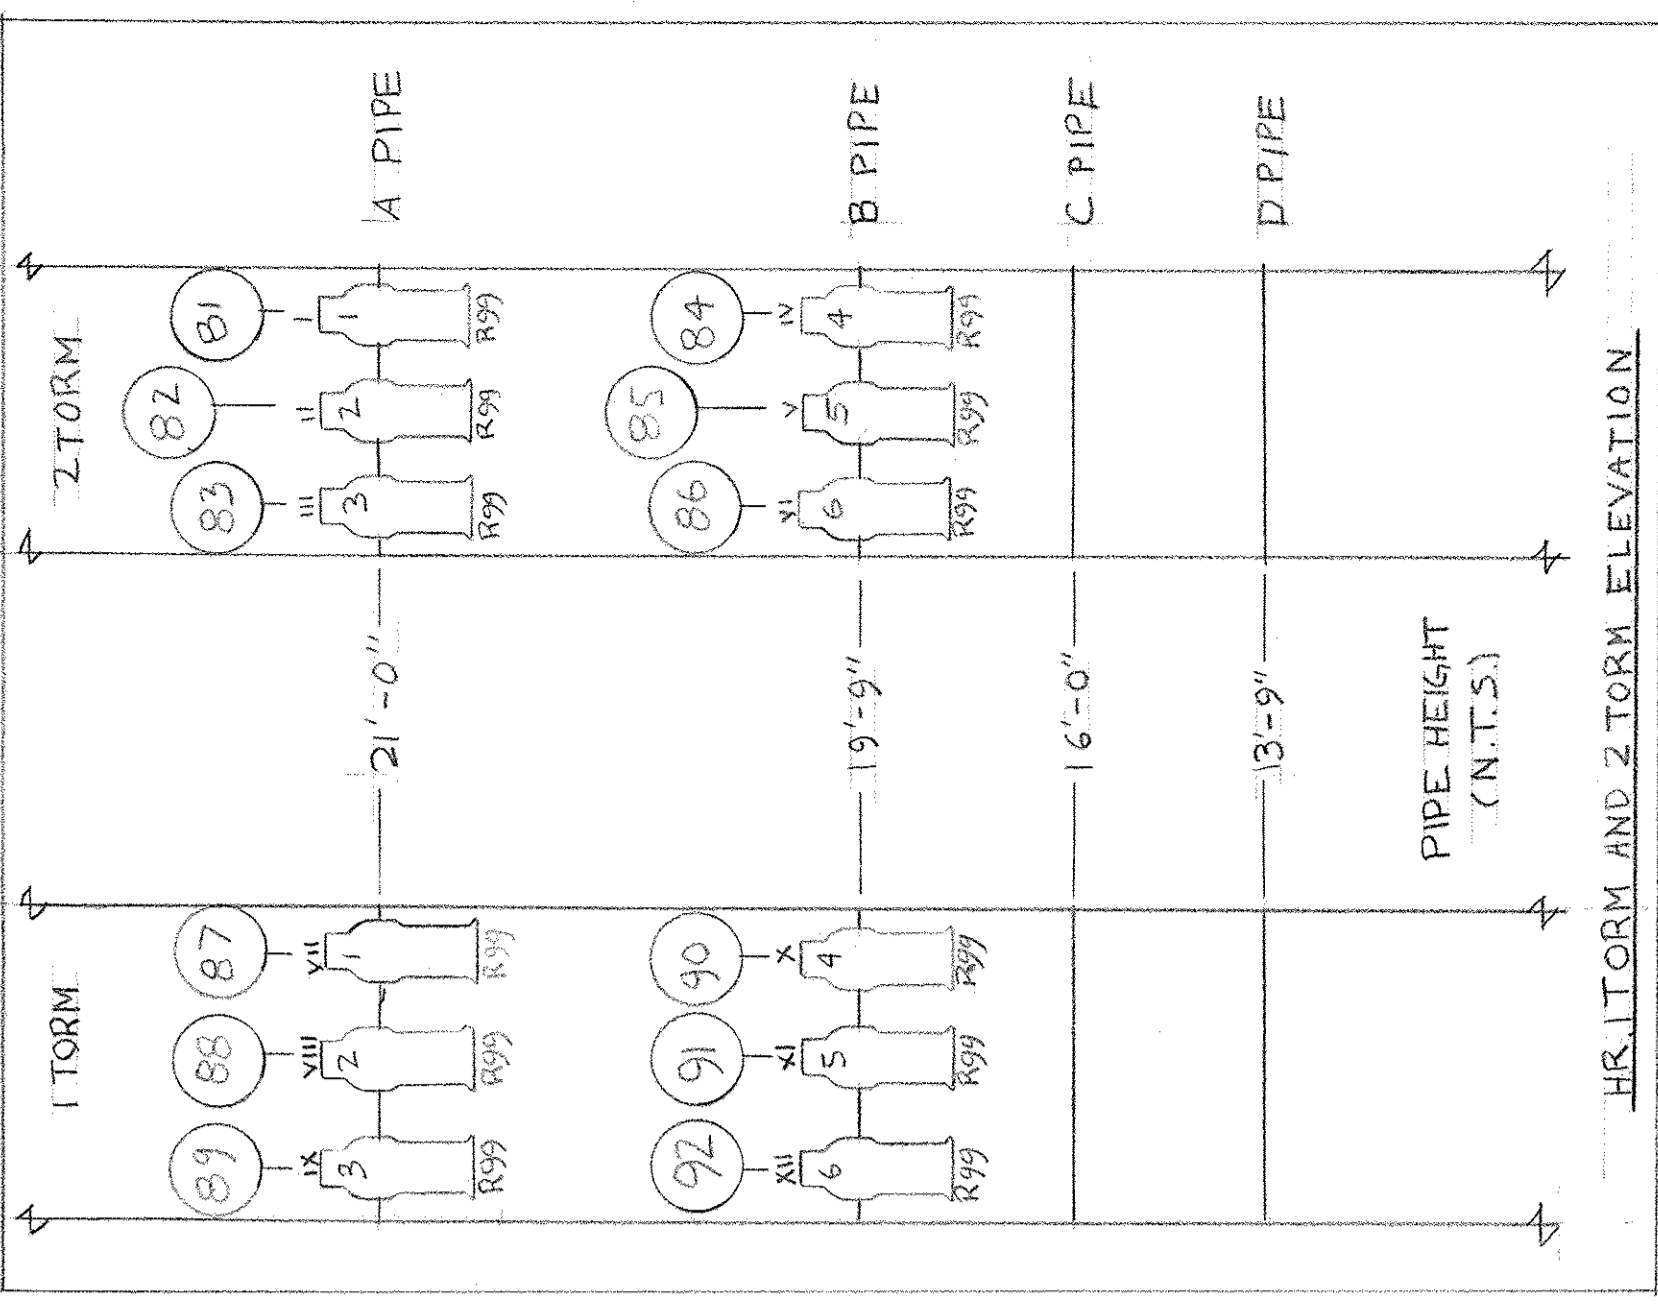 1 TORM 2 TORM
82
89 88 87 83 81
IX VIII VII III II I
3 2 1 3 2 1
21'-0" A PIPE
R99 R99 R99 R99 R99 R99
85
92 91 90 86 84
XII XI X VI V IV
6 5 4 6 5 4
19'-9" B PIPE
R99 R99 R99 R99 R99 R99
16'-0" C PIPE
13'-9" D PIPE
PIPE HEIGHT
(N.T.S.)
HR. 1 TORM AND 2 TORM ELEVATION